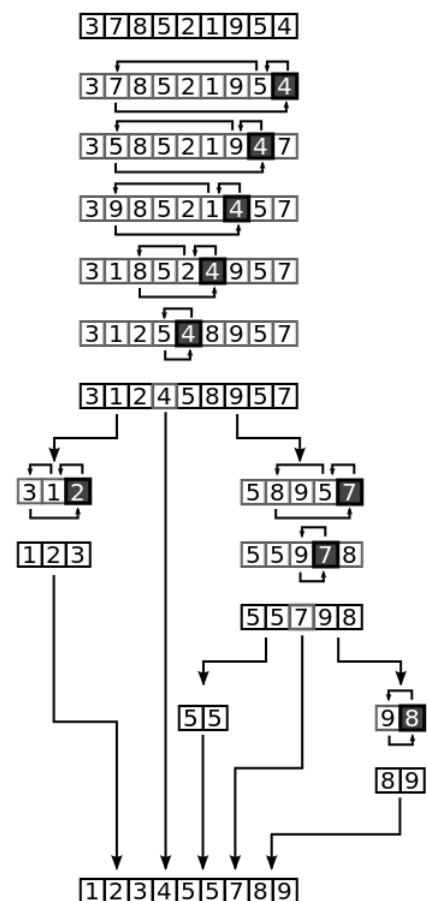 3 7 8 5 2 1 9 5 4
3 7 8 5 2 1 9 5 4
3 5 8 5 2 1 9 4 7
3 9 8 5 2 1 4 5 7
3 1 8 5 2 4 9 5 7
3 1 2 5 4 8 9 5 7
3 1 2 4 5 8 9 5 7
3 1 2 5 8 9 5 7
1 2 3 5 5 9 7 8
5 5 7 9 8
5 5 9 8
8 9
1 2 3 4 5 5 7 8 9